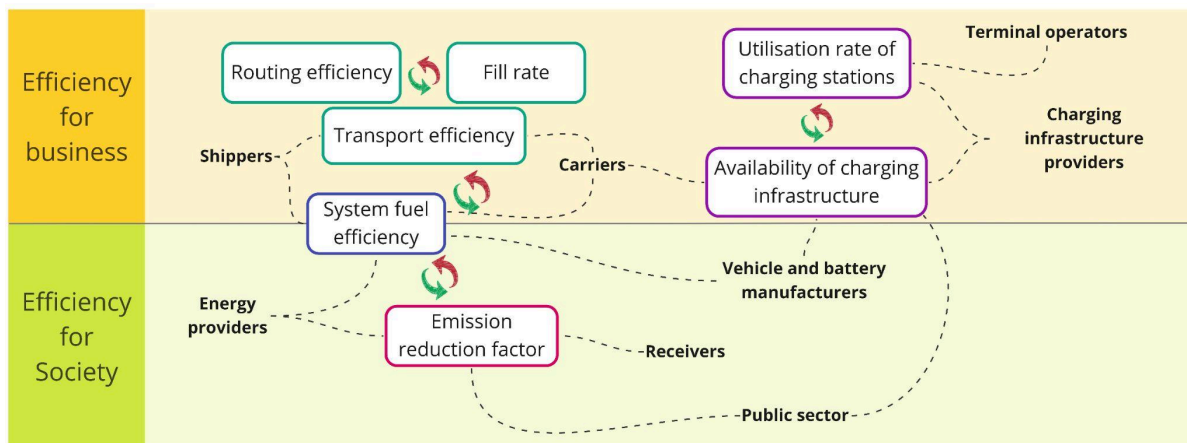 Efficiency
for
business
Routing efficiency
Fill rate
Transport efficiency
Shippers
Carriers
System fuel
efficiency
Utilisation rate of
charging stations
Terminal operators
Charging
infrastructure
providers
Availability of charging
infrastructure
Efficiency
for
Society
Energy
providers
Emission
reduction factor
Receivers
Vehicle and battery
manufacturers
Public sector